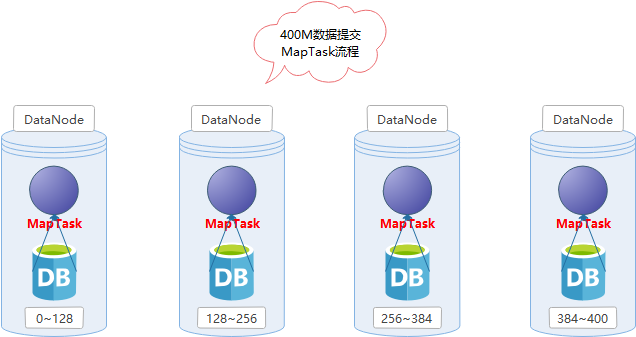 400M数据提交
MapTask流程
DataNode
DataNode
DataNode
DataNode
MapTask
MapTask
MapTask
MapTask
DB
DB
DB
DB
0~128
128~256
256~384
384~400